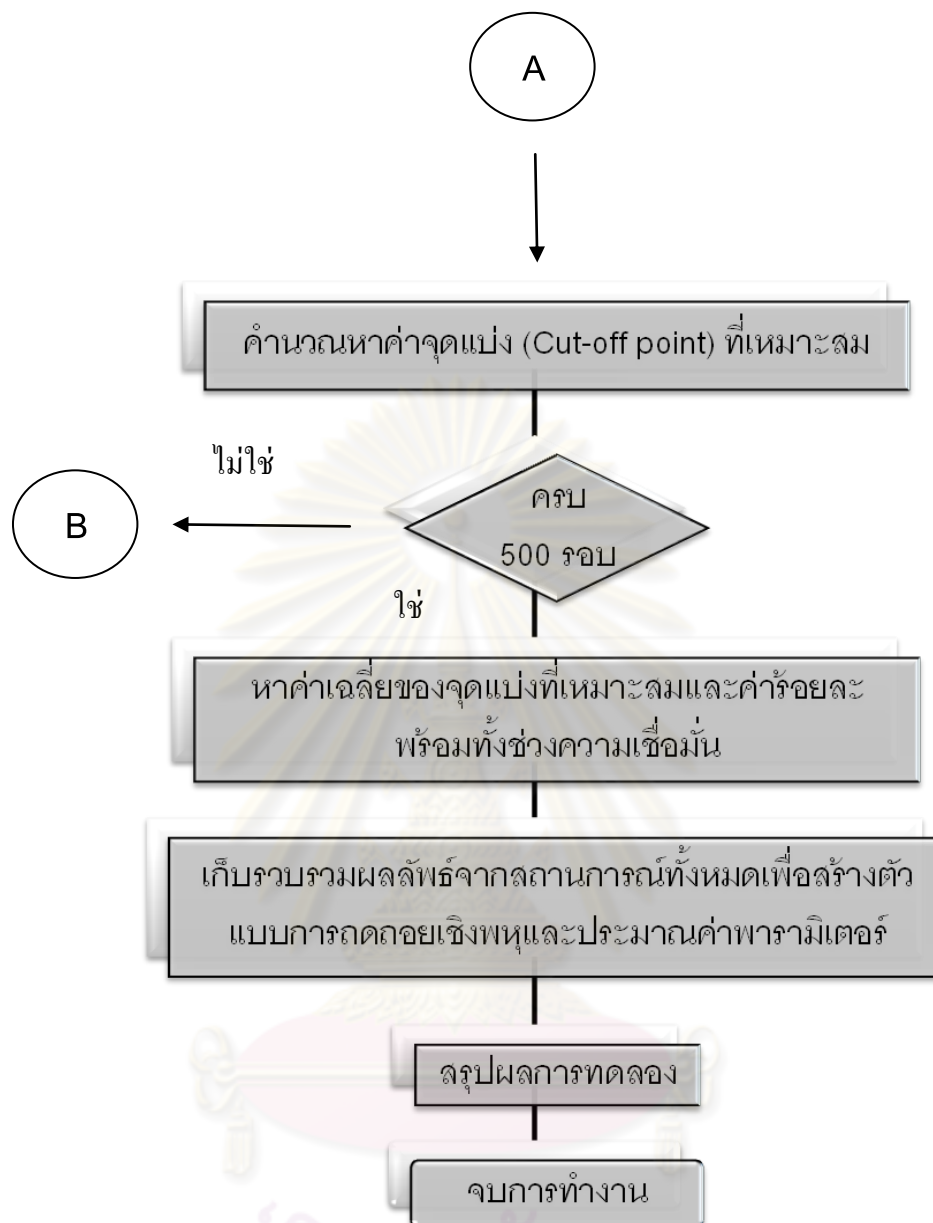 A
คำนวณหาค่าจุดแบ่ง (Cut-off point) ที่เหมาะสม
ไม่ใช่
B
ครบ
500 รอบ
ใช่
หาค่าเฉลี่ยของจุดแบ่งที่เหมาะสมและค่าร้อยละ
พร้อมทั้งช่วงความเชื่อมั่น
เก็บรวบรวมผลลัพธ์จากสถานการณ์ทั้งหมดเพื่อสร้างตัว
แบบการถดถอยเชิงพหุและประมาณค่าพารามิเตอร์
สรุปผลการทดลอง
จบการทำงาน